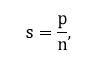 s = p/n,